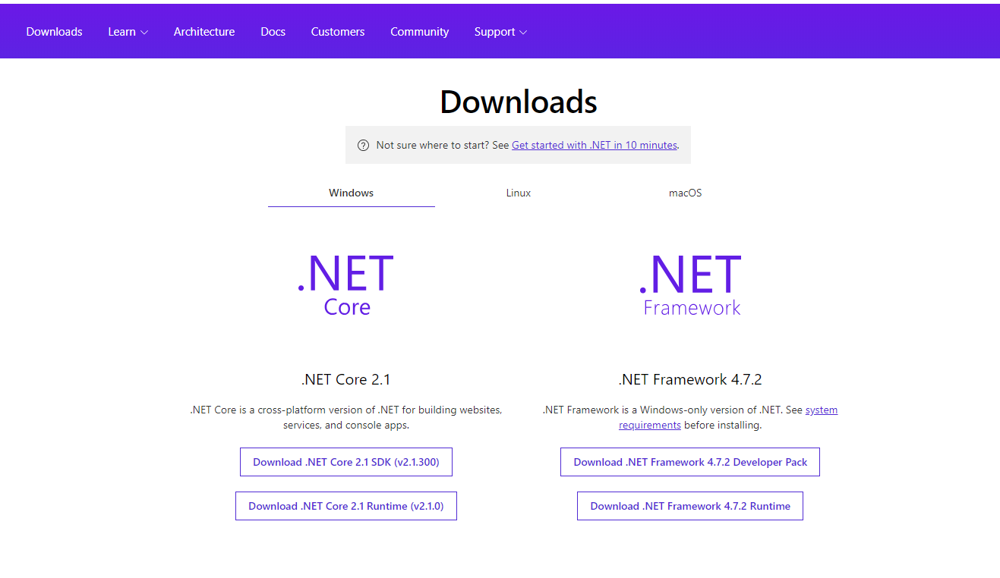 Downloads Learn Architecture Docs Customers Community Support
Downloads
Not sure where to start? See Get started with .NET in 10 minutes.
Windows Linux macOS
.NET
Core
.NET
Framework
.NET Core 2.1
.NET Core is a cross-platform version of .NET for building websites,
services, and console apps.
Download .NET Core 2.1 SDK (v2.1.300)
Download .NET Core 2.1 Runtime (v2.1.0)
.NET Framework 4.7.2
.NET Framework is a Windows-only version of .NET. See system
requirements before installing.
Download .NET Framework 4.7.2 Developer Pack
Download .NET Framework 4.7.2 Runtime